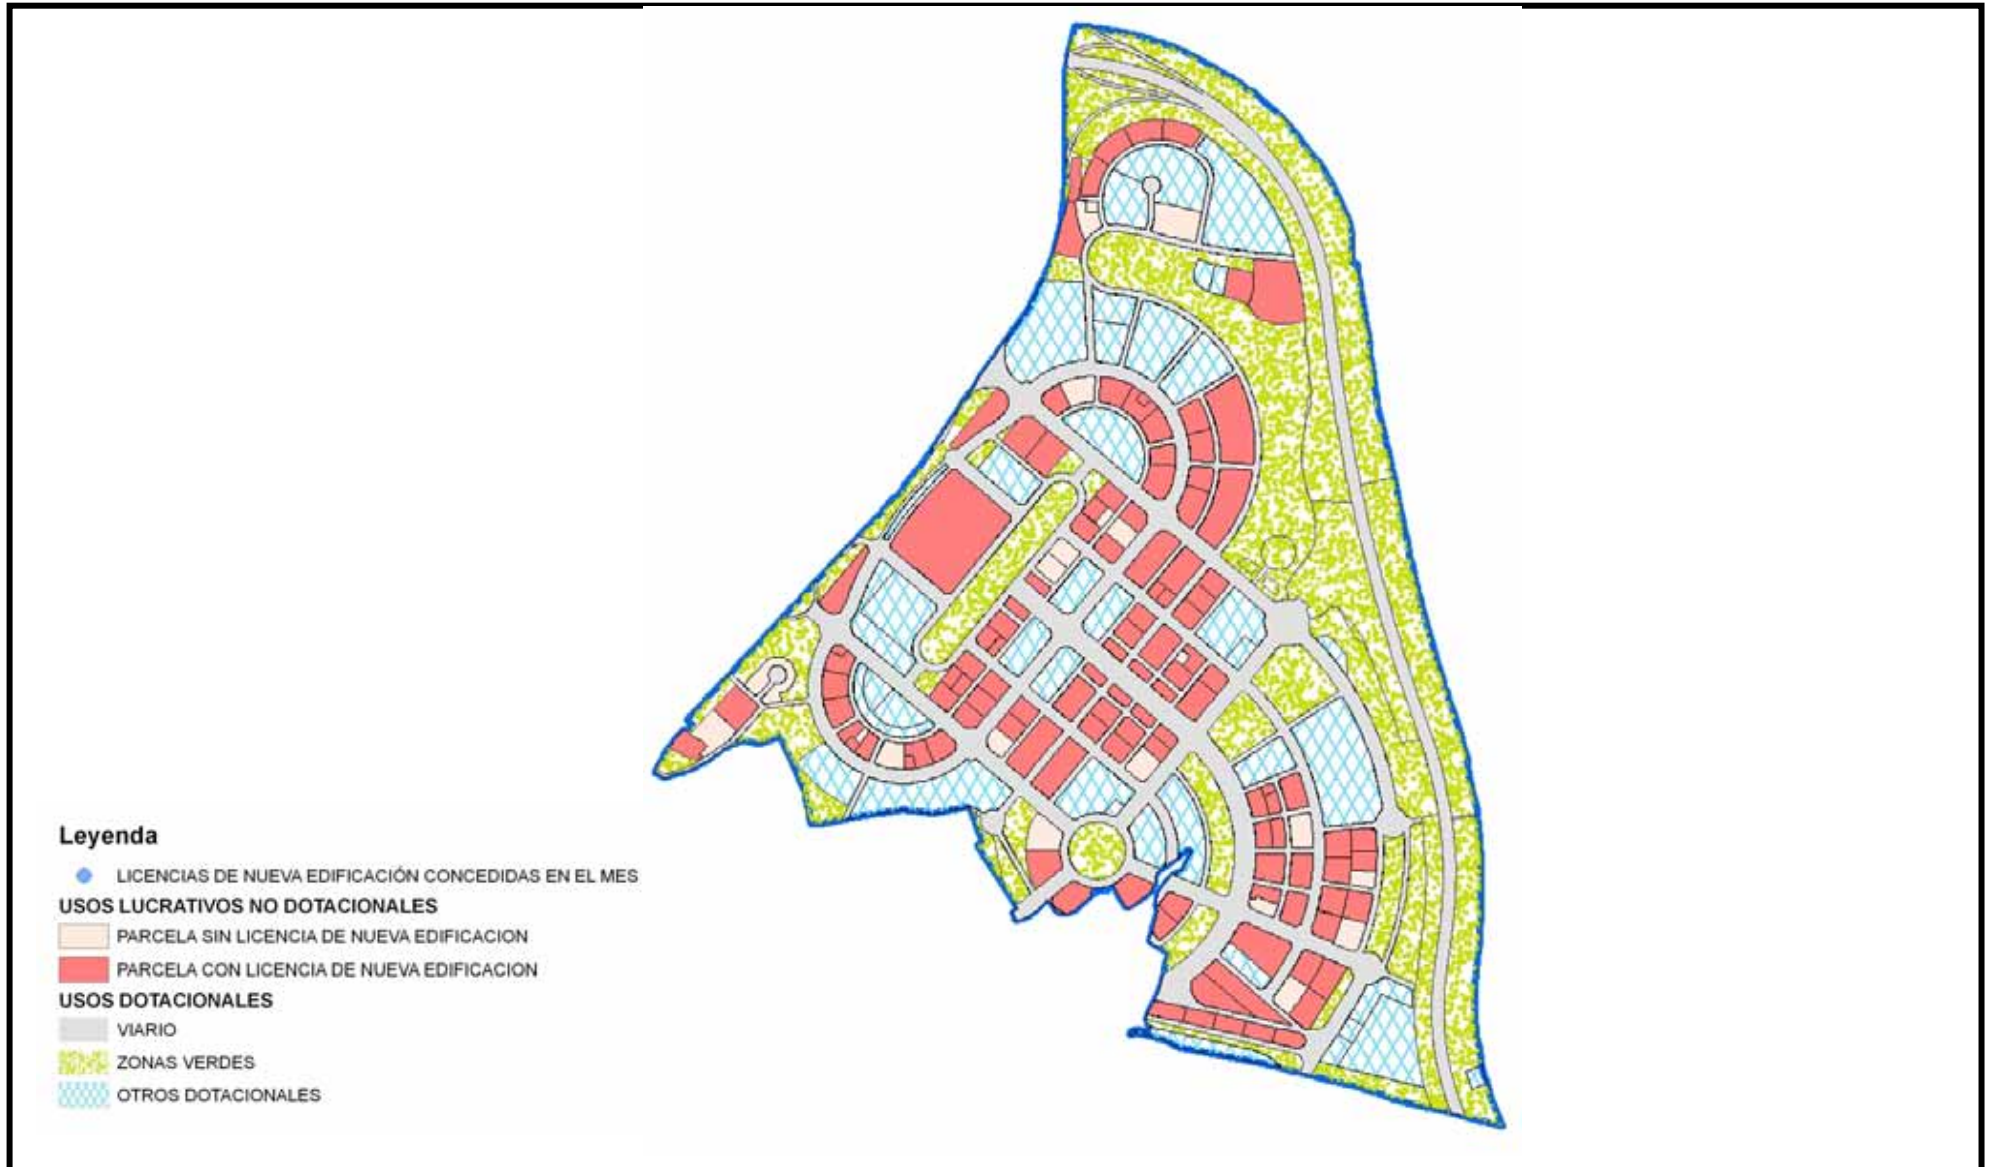 Leyenda
LICENCIAS DE NUEVA EDIFICACIÓN CONCEDIDAS EN EL MES
USOS LUCRATIVOS NO DOTACIONALES
PARCELA SIN LICENCIA DE NUEVA EDIFICACION
PARCELA CON LICENCIA DE NUEVA EDIFICACION
USOS DOTACIONALES
VIARIO
ZONAS VERDES
OTROS DOTACIONALES